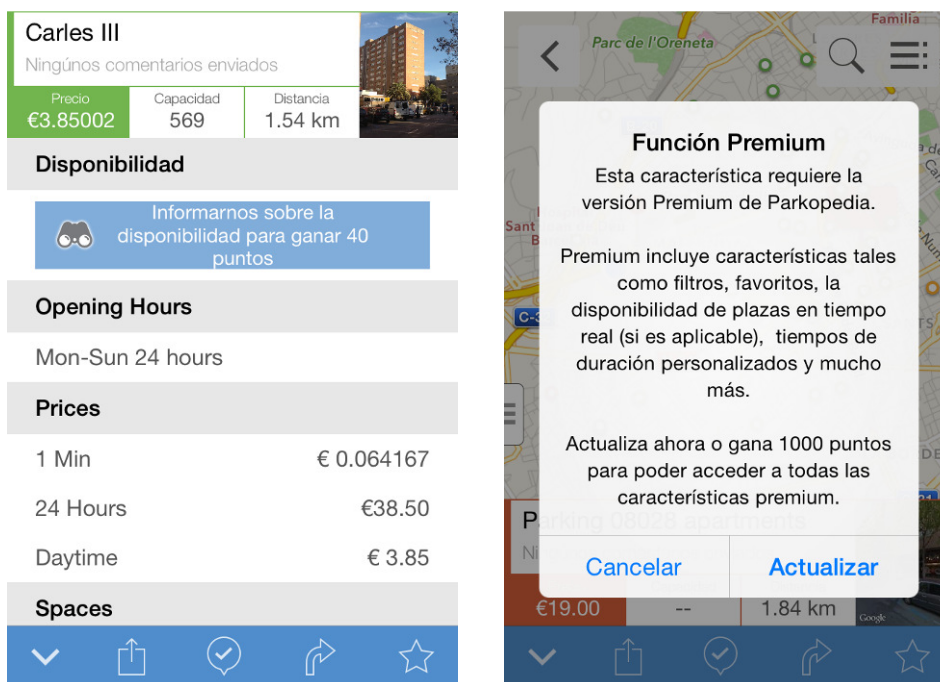 Carles III
Ningúnos comentarios enviados
Precio
€3.85002
Capacidad
569
Distancia
1.54 km
Disponibilidad
Informarnos sobre la
disponibilidad para ganar 40
puntos
Opening Hours
Mon-Sun 24 hours
Prices
1 Min
€ 0.064167
24 Hours
€38.50
Daytime
€ 3.85
Spaces
Familia
Parc de l'Oreneta
Sant
C-3
Función Premium
Esta característica requiere la
versión Premium de Parkopedia.
Premium incluye características tales
como filtros, favoritos, la
disponibilidad de plazas en tiempo
real (si es aplicable), tiempos de
duración personalizados y mucho
más.
Actualiza ahora o gana 1000 puntos
para poder acceder a todas las
características premium.
Cancelar
Actualizar
Parking 08028 apartments
€19.00
--
1.84 km
Google